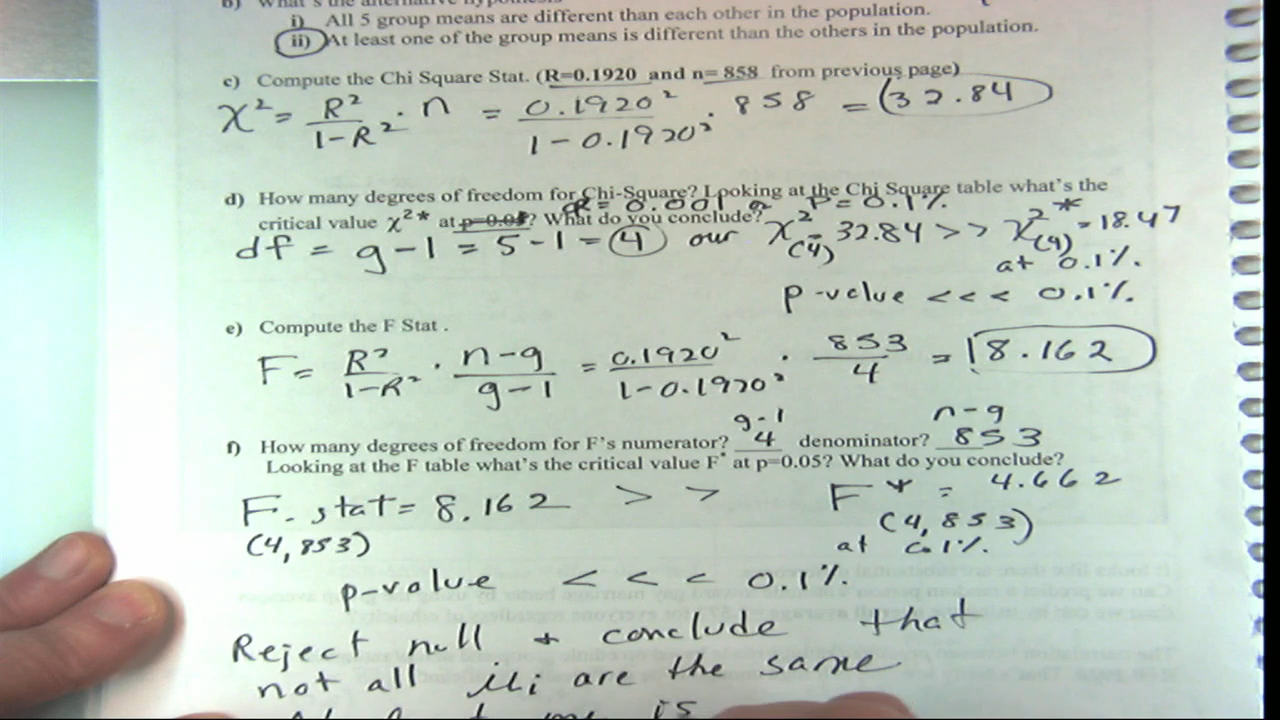 b) What's the alternative hypothesis
i) All 5 group means are different than each other in the population.
ii) At least one of the group means is different than the others in the population.
c) Compute the Chi Square Stat. (R=0.1920 and n= 858 from previous page)
χ² = R²/1-R² · n = 0.1920²/1-0.1920² · 858 = 32.84
d) How many degrees of freedom for Chi-Square? Looking at the Chi Square table what's the
α = 0.001 or p = 0.1%
critical value χ²* at p=0.05? What do you conclude?
df = g-1 = 5-1 = 4 our χ²(4) = 32.84 >> χ²*(4) = 18.47
at 0.1%.
p-value <<< 0.1%.
e) Compute the F Stat .
F = R²/1-R² · n-g/g-1 = 0.1920²/1-0.1920² · 853/4 = 8.162
g-1 n-g
f) How many degrees of freedom for F's numerator? 4 denominator? 853
Looking at the F table what's the critical value F* at p=0.05? What do you conclude?
F-stat = 8.162 > > F* = 4.662
(4,853) (4,853)
at 0.1%.
p-value < < < 0.1%.
Reject null + conclude that
not all μi are the same
is